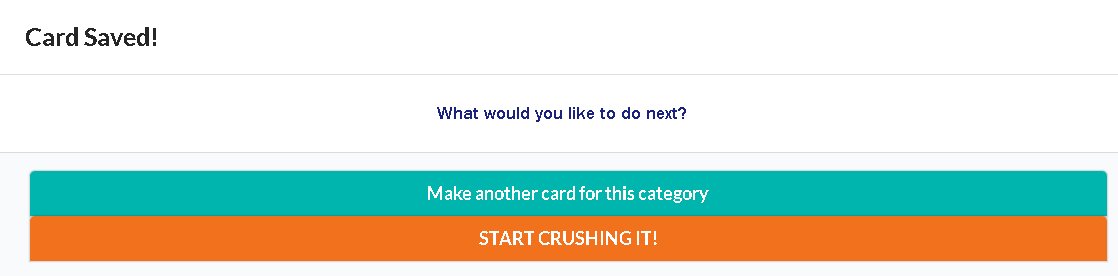 Card Saved!
What would you like to do next?
Make another card for this category
START CRUSHING IT!